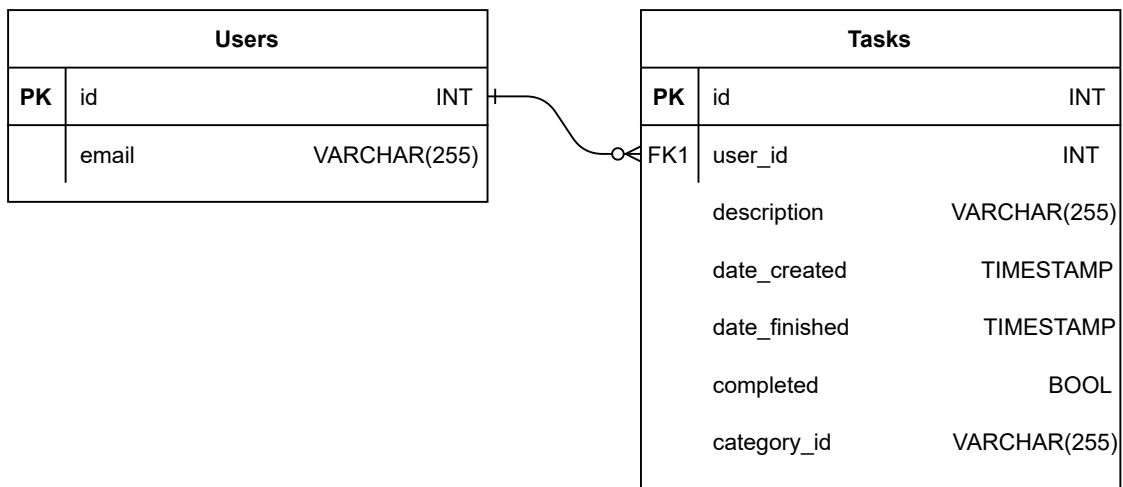 Users
PK id INT
email VARCHAR(255)
Tasks
PK id INT
FK1 user_id INT
description VARCHAR(255)
date_created TIMESTAMP
date_finished TIMESTAMP
completed BOOL
category_id VARCHAR(255)